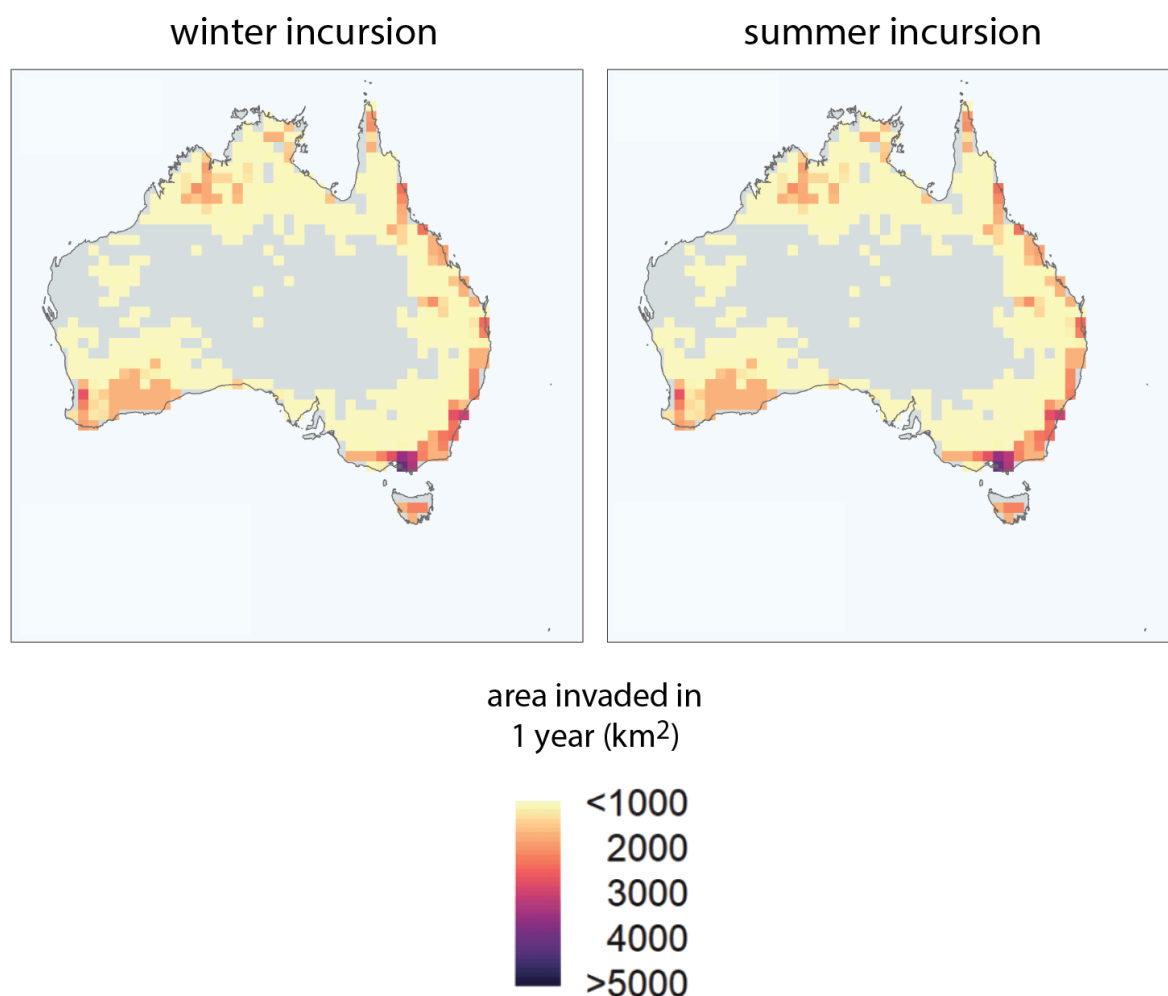 winter incursion
summer incursion
area invaded in
1 year (km²)
<1000
2000
3000
4000
>5000